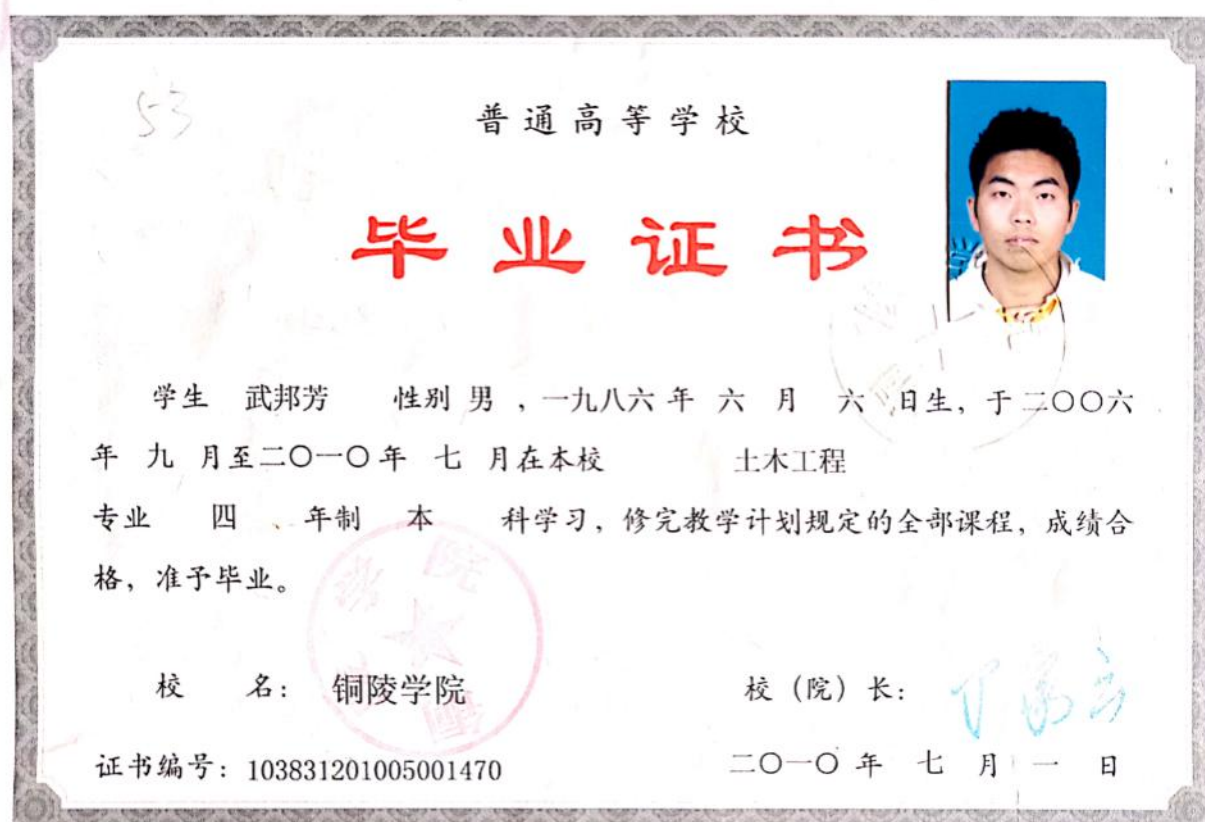 53
普通高等学校
毕业证书
学生 武邦芳 性别 男 ，一九八六 年 六 月 六 日生，于二〇〇六
年 九 月至二〇一〇年 七 月在本校 土木工程
专业 四 、 年制 本 科学习，修完教学计划规定的全部课程，成绩合
格，准予毕业。
校 名： 铜陵学院 校（院）长：
证书编号：103831201005001470 二〇一〇 年 七 月 一 日